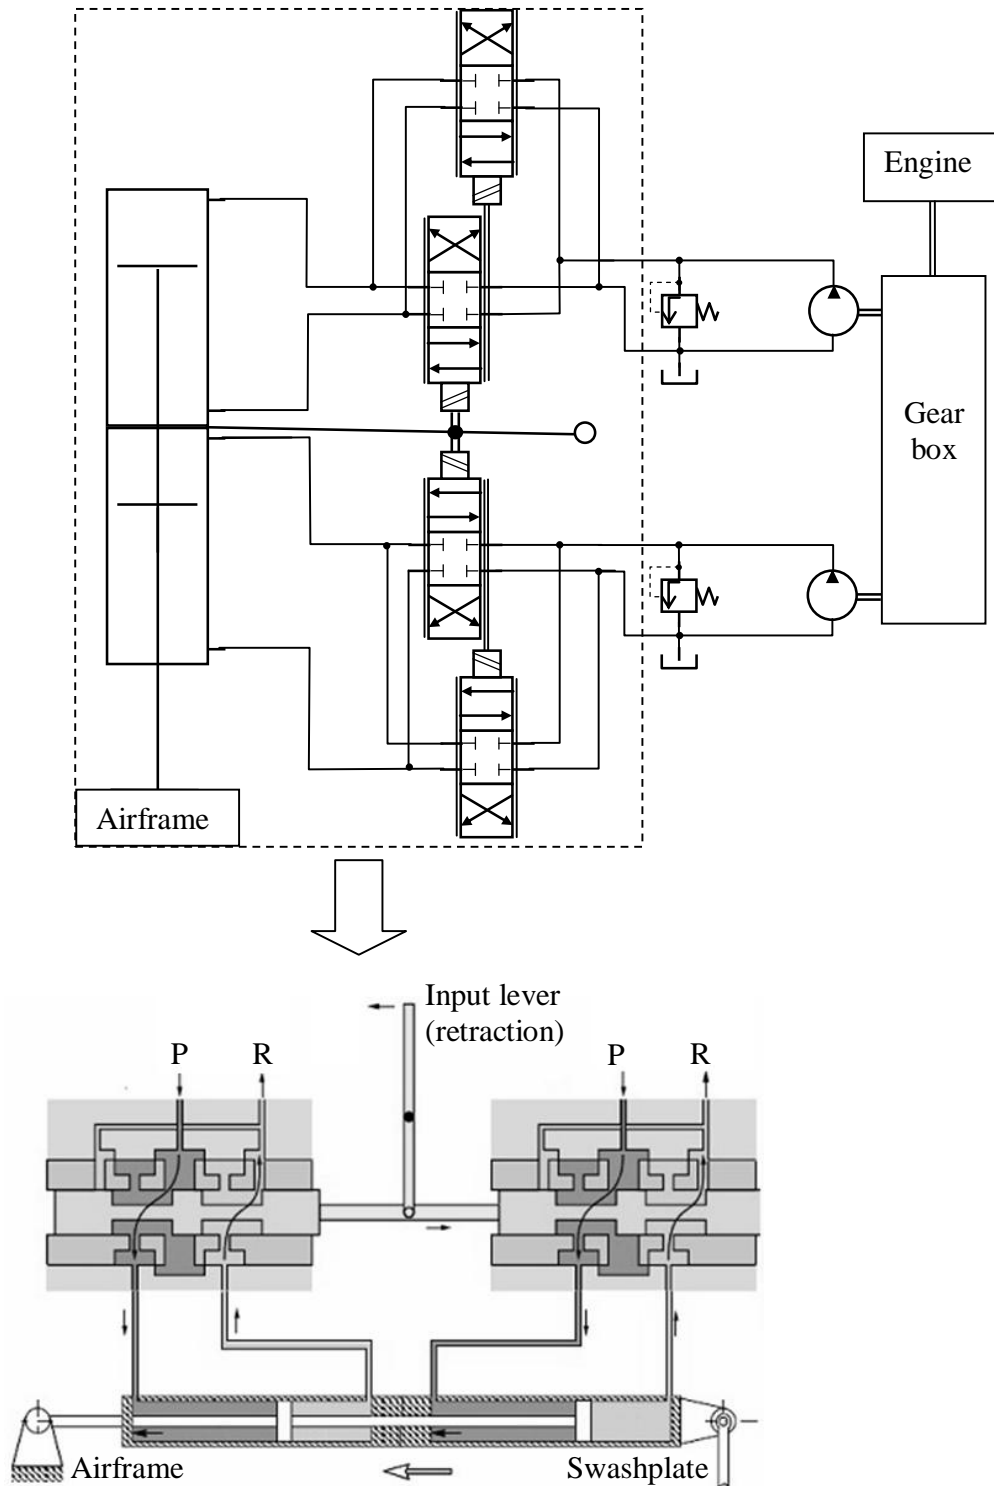 Engine
Gear
box
Airframe
Input lever
(retraction)
P
R
P
R
Airframe
Swashplate